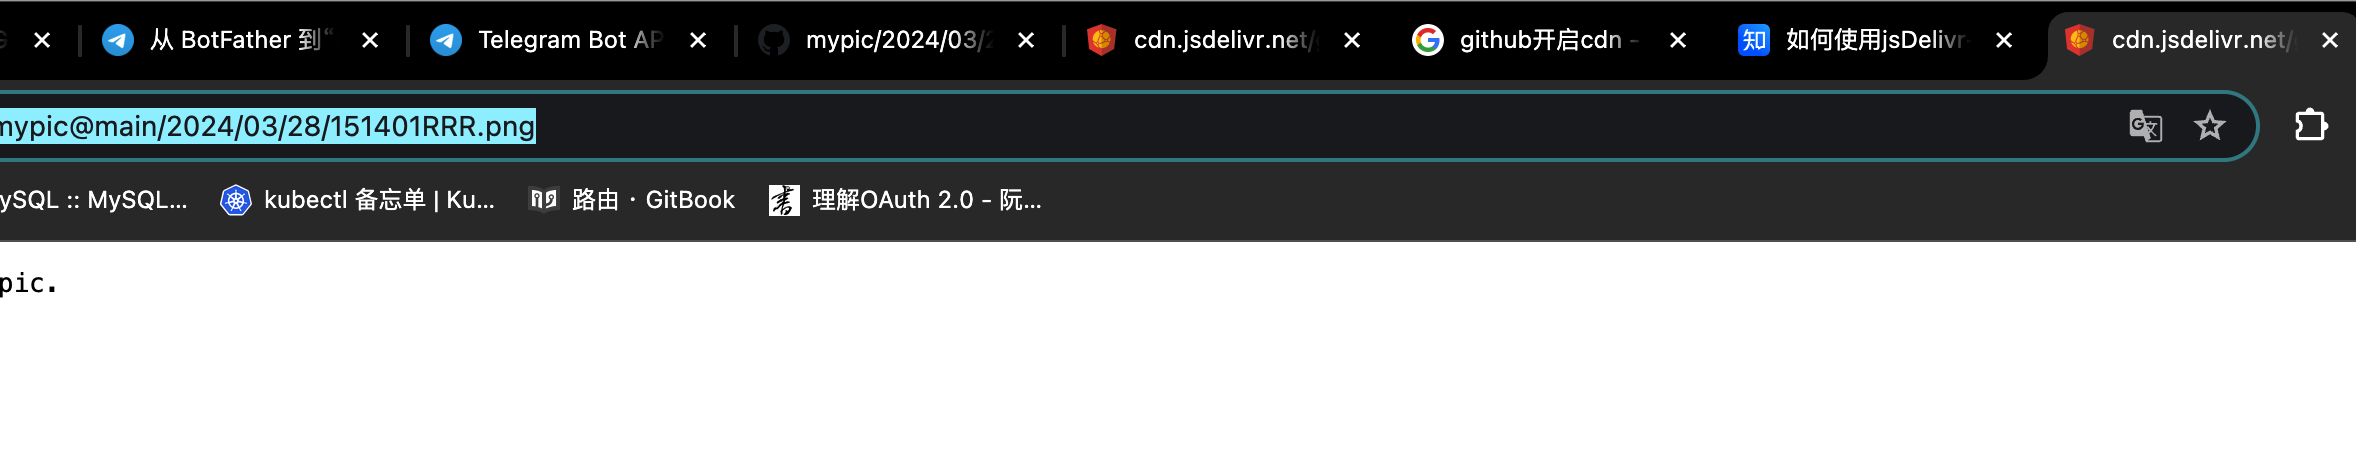 从 BotFather 到“
Telegram Bot AP
mypic/2024/03/2
cdn.jsdelivr.net/
github开启cdn -
如何使用jsDelivr
cdn.jsdelivr.net/
mypic@main/2024/03/28/151401RRR.png
ySQL :: MySQL...
kubectl 备忘单 | Ku...
路由 · GitBook
理解OAuth 2.0 - 阮...
pic.